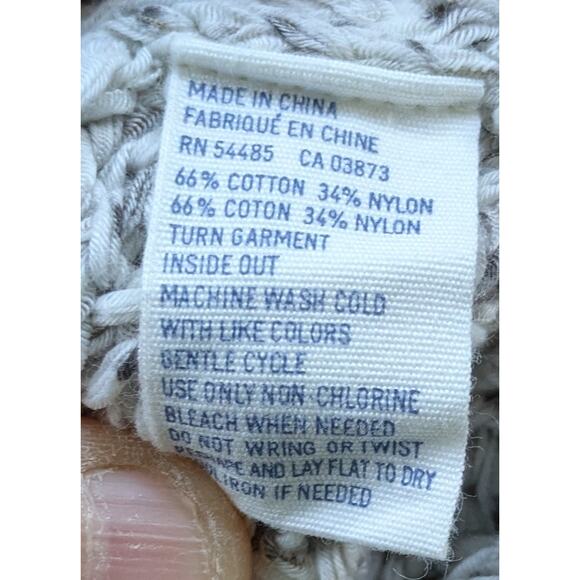 MADE IN CHINA
FABRIQUÉ EN CHINE
RN 54485 CA 03873
66% COTTON 34% NYLON
66% COTON 34% NYLON
TURN GARMENT
INSIDE OUT
MACHINE WASH COLD
WITH LIKE COLORS
GENTLE CYCLE
USE ONLY NON-CHLORINE
BLEACH WHEN NEEDED
DO NOT WRING OR TWIST
RESHAPE AND LAY FLAT TO DRY
IRON IF NEEDED